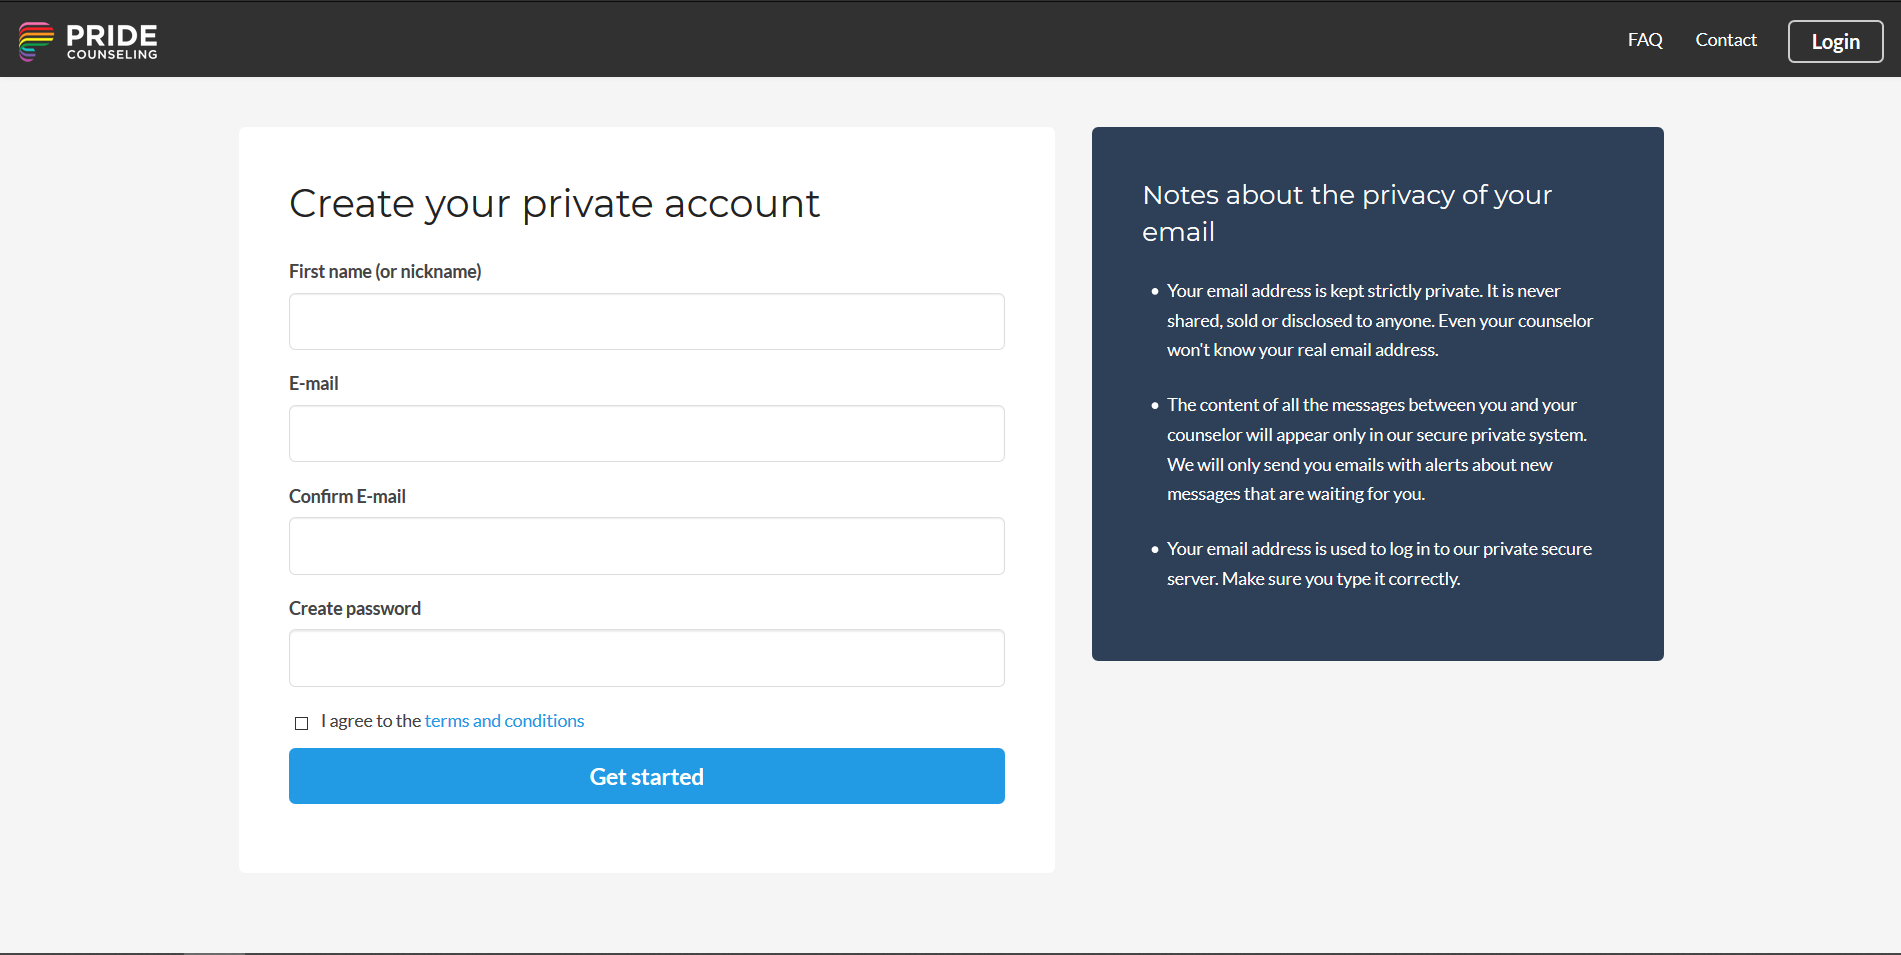 PRIDE
COUNSELING
FAQ
Contact
Login
Create your private account
First name (or nickname)
E-mail
Confirm E-mail
Create password
I agree to the terms and conditions
Get started
Notes about the privacy of your
email
• Your email address is kept strictly private. It is never
shared, sold or disclosed to anyone. Even your counselor
won't know your real email address.
• The content of all the messages between you and your
counselor will appear only in our secure private system.
We will only send you emails with alerts about new
messages that are waiting for you.
• Your email address is used to log in to our private secure
server. Make sure you type it correctly.